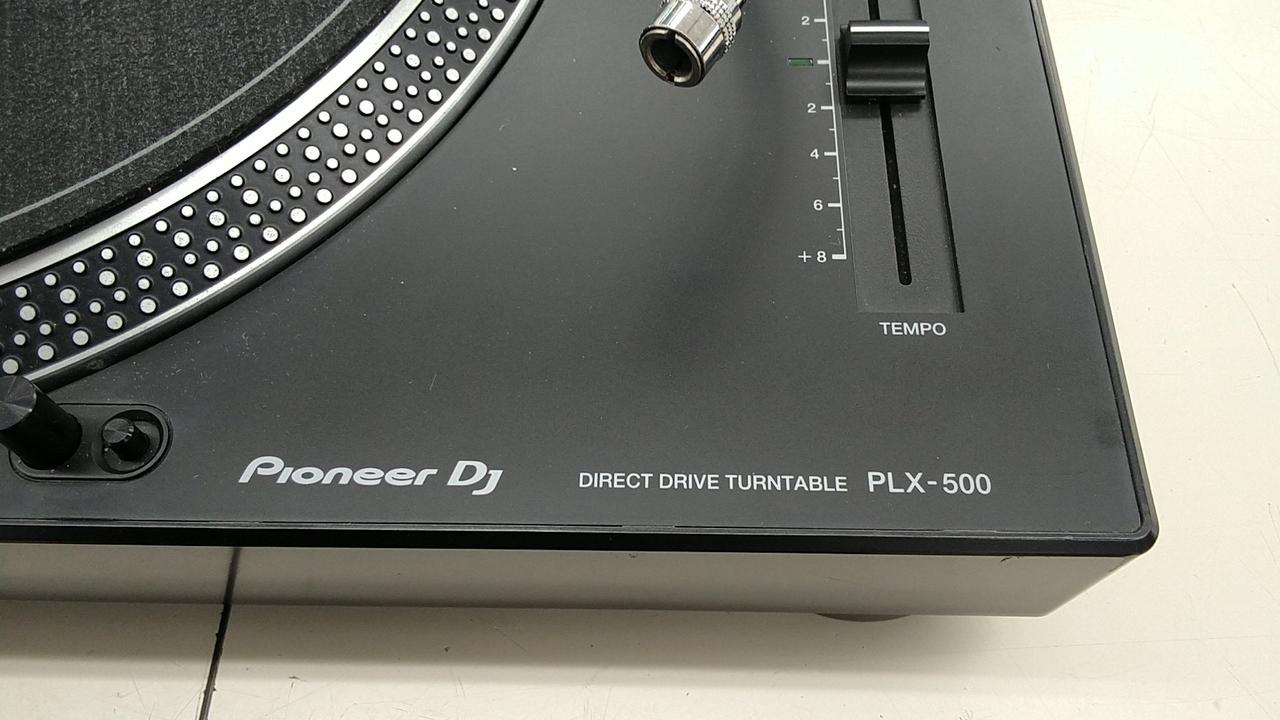 2
2
4
6
+8
TEMPO
Pioneer DJ
DIRECT DRIVE TURNTABLE PLX-500